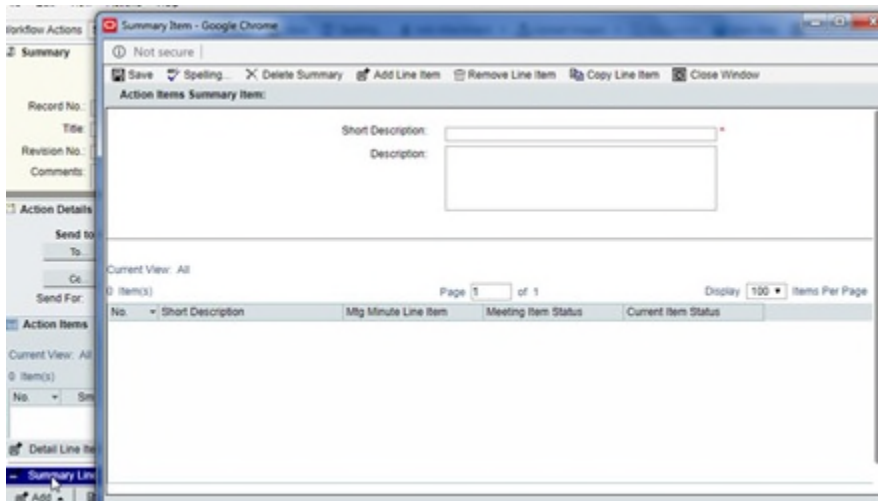 Workflow Actions
Summary
Record No.:
Title:
Revision No.:
Comments:
Action Details
Send to
To...
Cc...
Send For:
Action Items
Current View: All
0 Item(s)
No.
Detail Line
Summary
Add
Summary Item - Google Chrome
Not secure
Save Spelling... Delete Summary Add Line Item Remove Line Item Copy Line Item Close Window
Action Items Summary Item:
Short Description: *
Description:
Current View: All
0 Item(s) Page 1 of 1 Display 100 Items Per Page
No. Short Description Mtg Minute Line Item Meeting Item Status Current Item Status